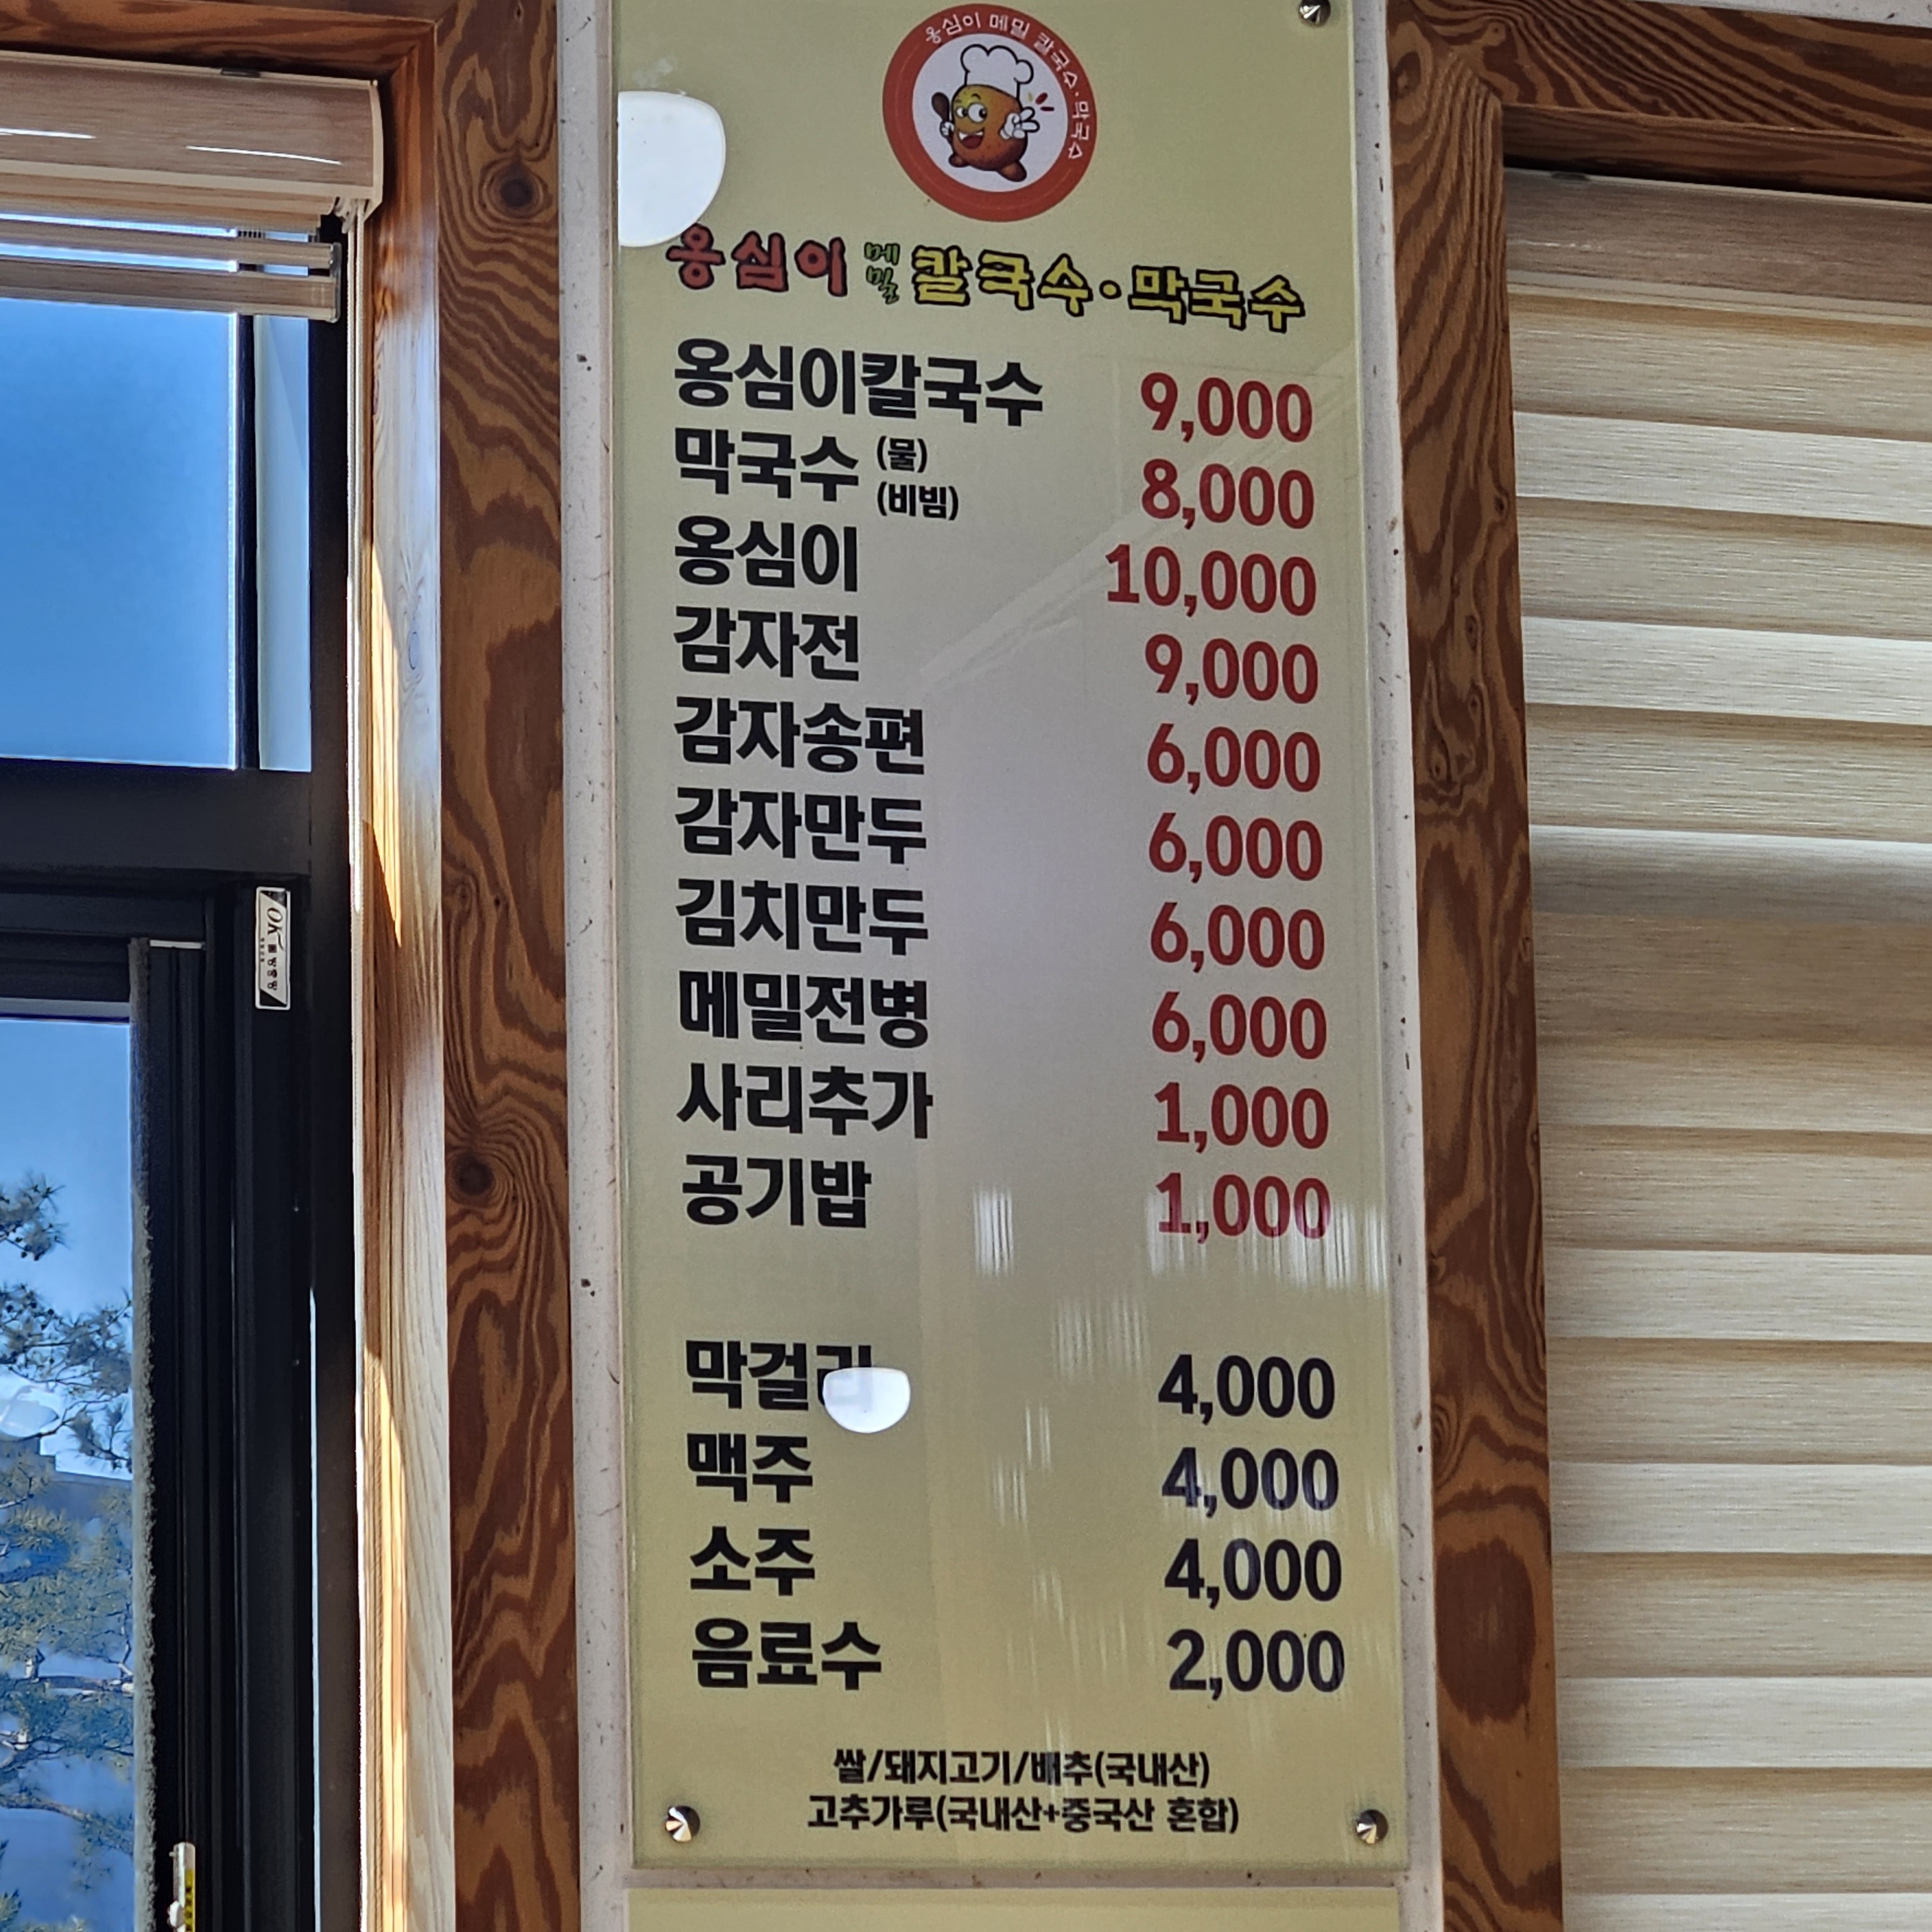 옹심이 메밀 칼국수·막국수
옹심이 메밀 칼국수·막국수
옹심이칼국수 9,000
막국수 (물) (비빔) 8,000
옹심이 10,000
감자전 9,000
감자송편 6,000
감자만두 6,000
김치만두 6,000
메밀전병 6,000
사리추가 1,000
공기밥 1,000
막걸리 4,000
맥주 4,000
소주 4,000
음료수 2,000
쌀/돼지고기/배추(국내산)
고추가루(국내산+중국산 혼합)
OK